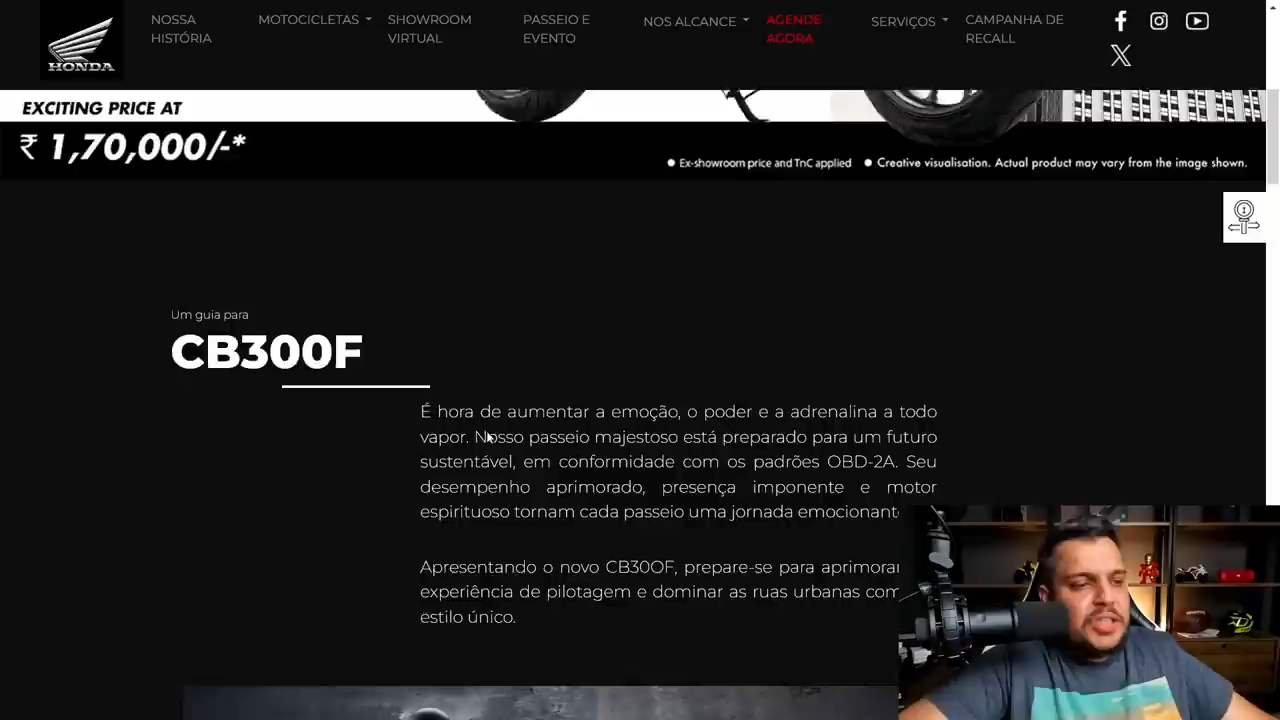 HONDA
NOSSA
HISTÓRIA
MOTOCICLETAS
SHOWROOM
VIRTUAL
PASSEIO E
EVENTO
NOS ALCANCE
AGENDE
AGORA
SERVIÇOS
CAMPANHA DE
RECALL
EXCITING PRICE AT
₹ 1,70,000/-*
● Ex-showroom price and TnC applied ● Creative visualisation. Actual product may vary from the image shown.
Um guia para
CB300F
É hora de aumentar a emoção, o poder e a adrenalina a todo
vapor. Nosso passeio majestoso está preparado para um futuro
sustentável, em conformidade com os padrões OBD-2A. Seu
desempenho aprimorado, presença imponente e motor
espirituoso tornam cada passeio uma jornada emocionant
Apresentando o novo CB300F, prepare-se para aprimorar
experiência de pilotagem e dominar as ruas urbanas com
estilo único.